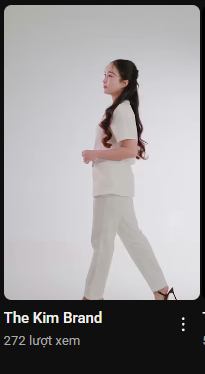 The Kim Brand
272 lượt xem